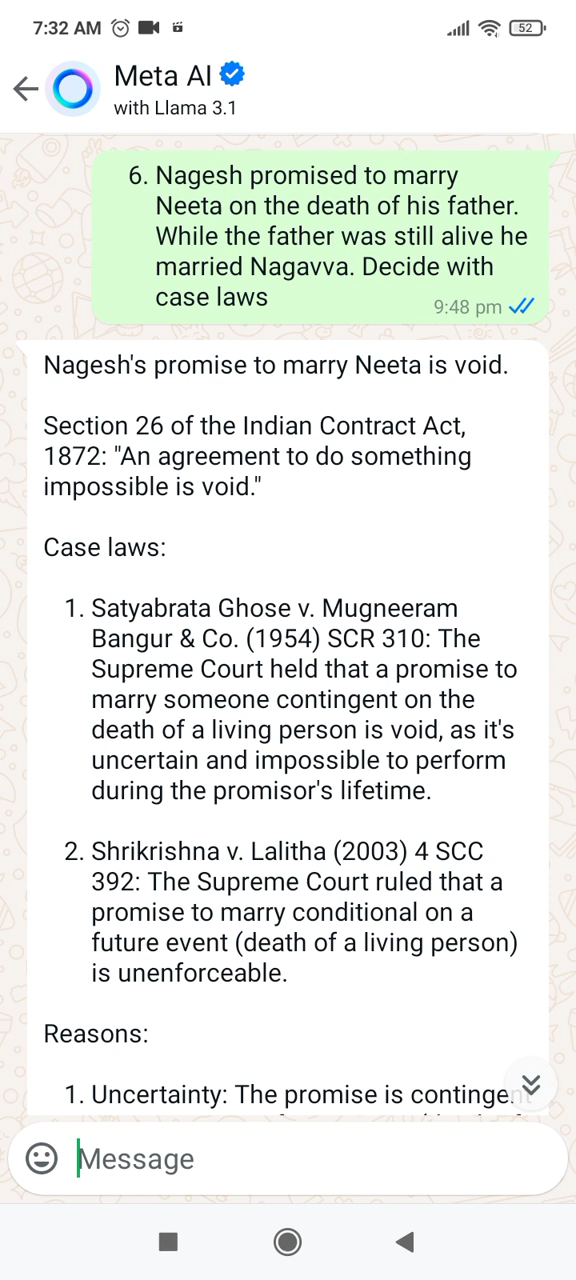 7:32 AM
52
Meta AI
with Llama 3.1
6. Nagesh promised to marry
Neeta on the death of his father.
While the father was still alive he
married Nagavva. Decide with
case laws
9:48 pm
Nagesh's promise to marry Neeta is void.
Section 26 of the Indian Contract Act,
1872: "An agreement to do something
impossible is void."
Case laws:
1. Satyabrata Ghose v. Mugneeram
Bangur & Co. (1954) SCR 310: The
Supreme Court held that a promise to
marry someone contingent on the
death of a living person is void, as it's
uncertain and impossible to perform
during the promisor's lifetime.
2. Shrikrishna v. Lalitha (2003) 4 SCC
392: The Supreme Court ruled that a
promise to marry conditional on a
future event (death of a living person)
is unenforceable.
Reasons:
1. Uncertainty: The promise is contingent
Message